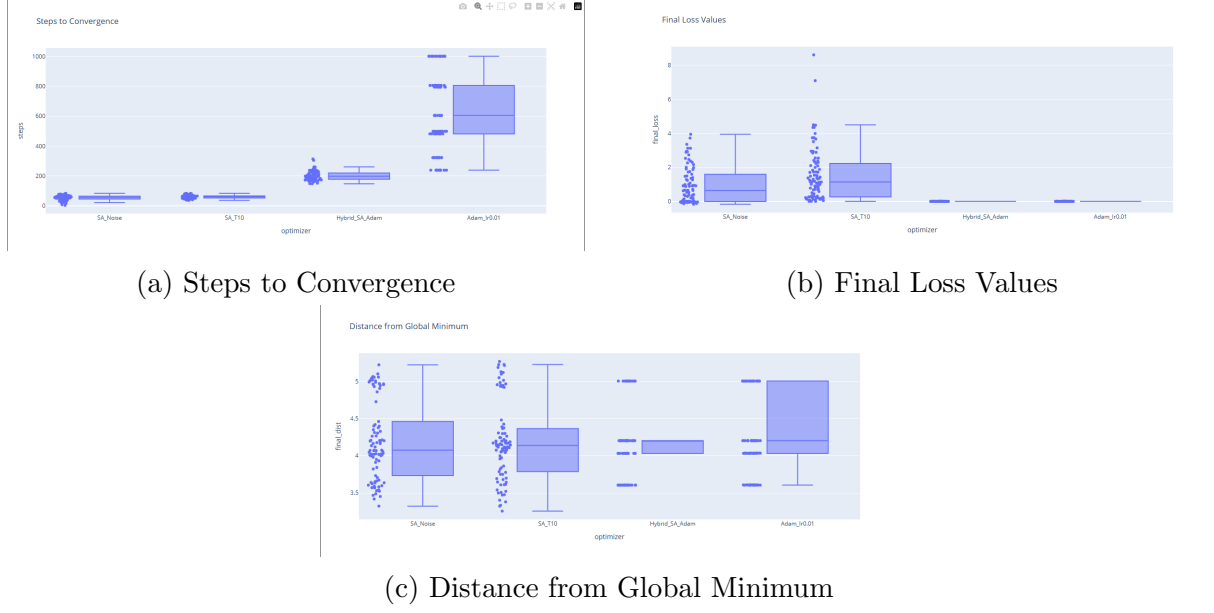 Steps to Convergence
1000
800
600
400
200
0
steps
SA_Noise SA_T10 Hybrid_SA_Adam Adam_lr0.01
optimizer
(a) Steps to Convergence
Final Loss Values
8
6
4
2
0
final_loss
SA_Noise SA_T10 Hybrid_SA_Adam Adam_lr0.01
optimizer
(b) Final Loss Values
Distance from Global Minimum
5
4.5
4
3.5
final_dist
SA_Noise SA_T10 Hybrid_SA_Adam Adam_lr0.01
optimizer
(c) Distance from Global Minimum